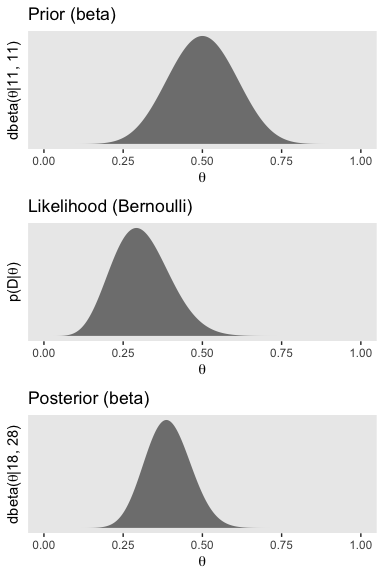 Prior (beta)
dbeta(θ|11, 11)
0.00 0.25 0.50 0.75 1.00
θ
Likelihood (Bernoulli)
p(D|θ)
0.00 0.25 0.50 0.75 1.00
θ
Posterior (beta)
dbeta(θ|18, 28)
0.00 0.25 0.50 0.75 1.00
θ